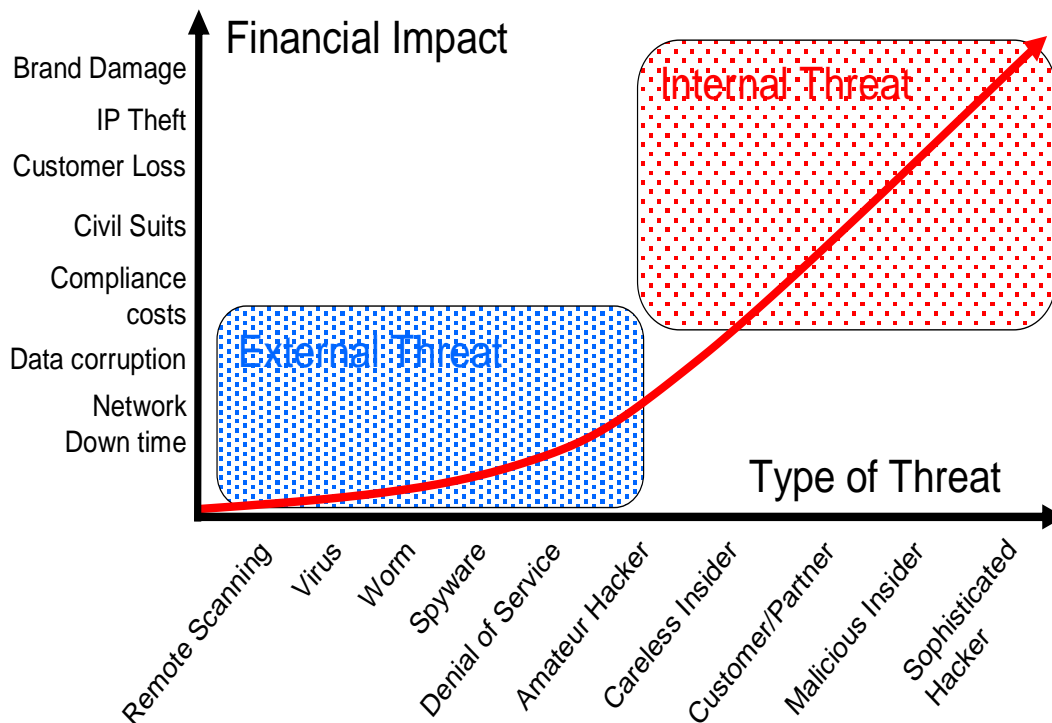 Financial Impact
Internal Threat
Brand Damage
IP Theft
Customer Loss
Civil Suits
Compliance
costs
External Threat
Data corruption
Network
Down time
Type of Threat
Remote Scanning
Virus
Worm
Spyware
Denial of Service
Amateur Hacker
Careless Insider
Customer/Partner
Malicious Insider
Sophisticated
Hacker